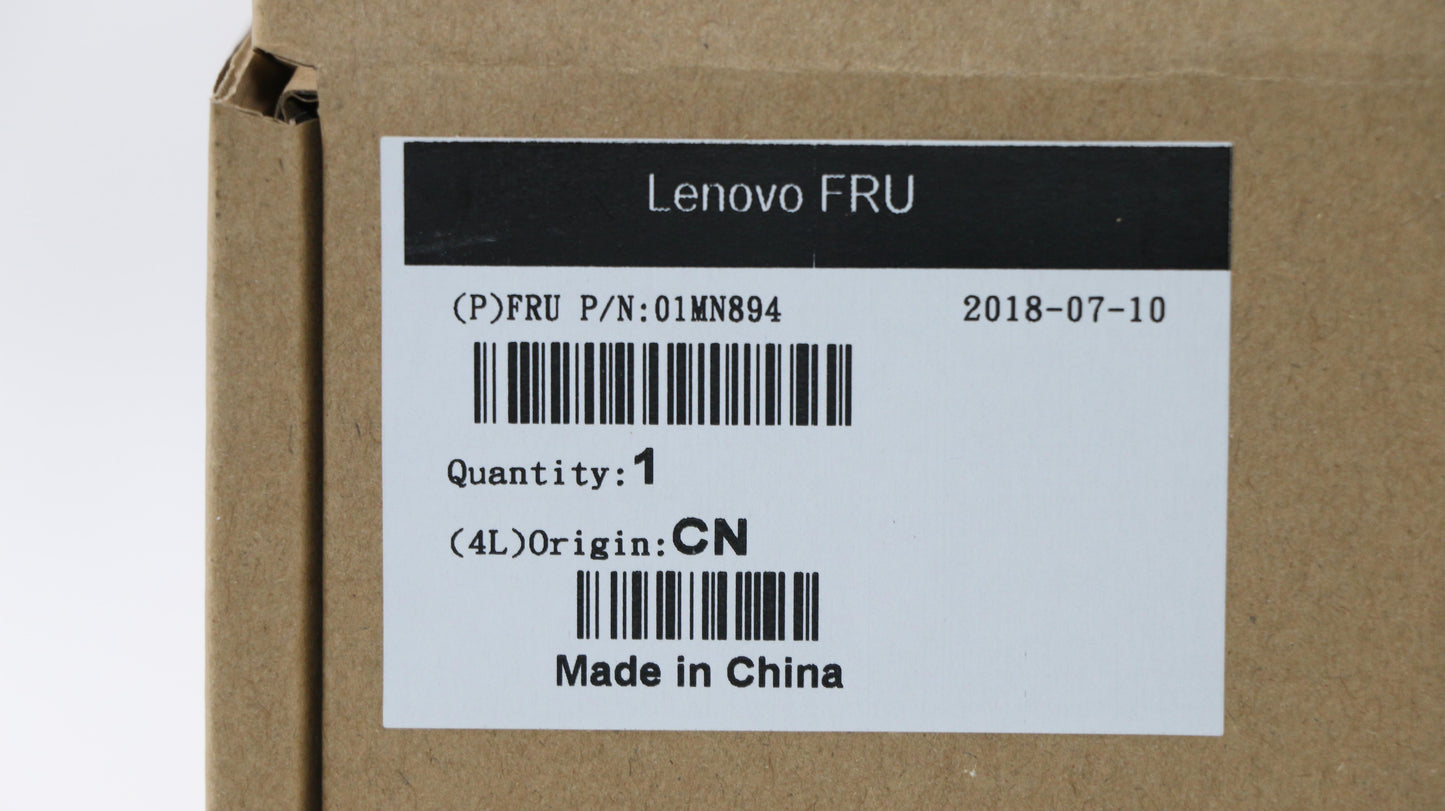 Lenovo FRU
(P)FRU P/N:01MN894 2018-07-10
Quantity:1
(4L)Origin:CN
Made in China